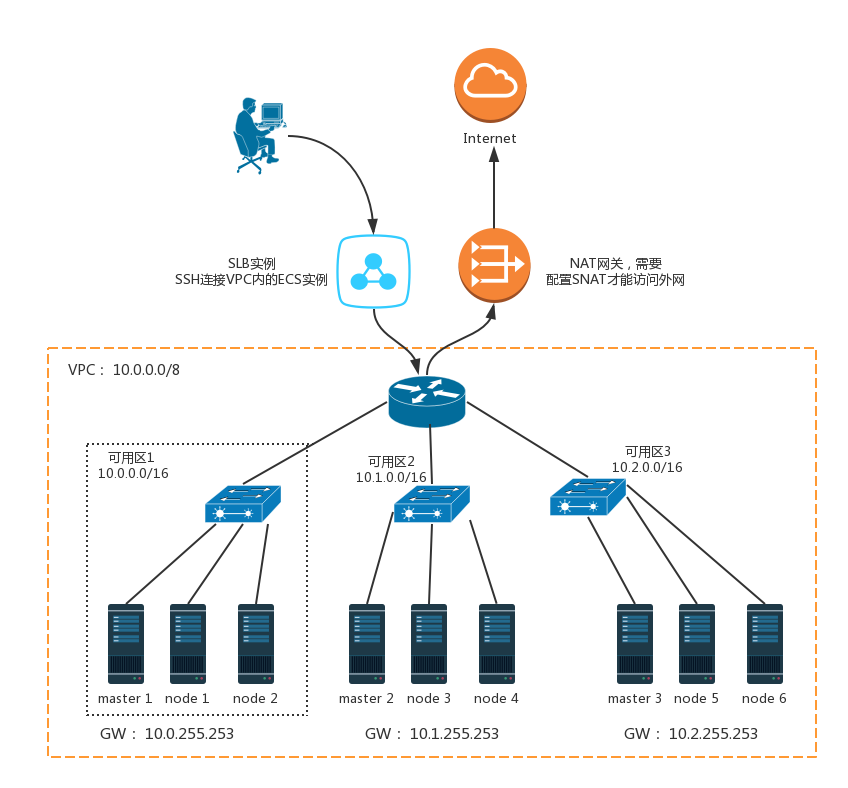 Internet
SLB实例
SSH连接VPC内的ECS实例
NAT网关，需要
配置SNAT才能访问外网
VPC： 10.0.0.0/8
可用区1
10.0.0.0/16
可用区2
10.1.0.0/16
可用区3
10.2.0.0/16
master 1
node 1
node 2
master 2
node 3
node 4
master 3
node 5
node 6
GW： 10.0.255.253
GW： 10.1.255.253
GW： 10.2.255.253